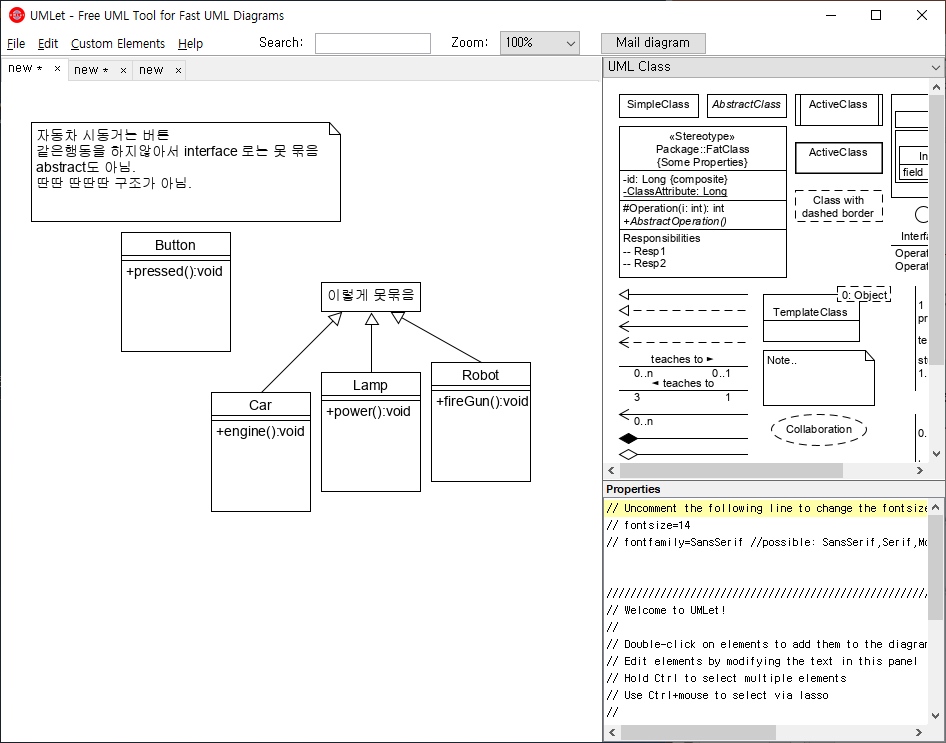 UMLet - Free UML Tool for Fast UML Diagrams
File Edit Custom Elements Help Search: Zoom: 100% Mail diagram
new * × new * × new ×
자동차 시동거는 버튼
같은행동을 하지않아서 interface 로는 못 묶음
abstract도 아님.
딴딴 딴딴딴 구조가 아님.
Button
+pressed():void
이렇게 못묶음
Car
+engine():void
Lamp
+power():void
Robot
+fireGun():void
UML Class
SimpleClass
AbstractClass
ActiveClass
«Stereotype»
Package::FatClass
{Some Properties}
-id: Long {composite}
-ClassAttribute: Long
#Operation(i: int): int
+AbstractOperation()
Responsibilities
-- Resp1
-- Resp2
ActiveClass
Class with
dashed border
In
field
Interfa
Operat
Operat
0: Object
TemplateClass
1
pr
te
st
1.
teaches to ►
0..n 0..1
◄ teaches to
3 1
0..n
Note..
Collaboration
0.
Properties
// Uncomment the following line to change the fontsize
// fontsize=14
// fontfamily=SansSerif //possible: SansSerif,Serif,Mo
//////////////////////////////////////////////////////
// Welcome to UMLet!
//
// Double-click on elements to add them to the diagram
// Edit elements by modifying the text in this panel
// Hold Ctrl to select multiple elements
// Use Ctrl+mouse to select via lasso
//